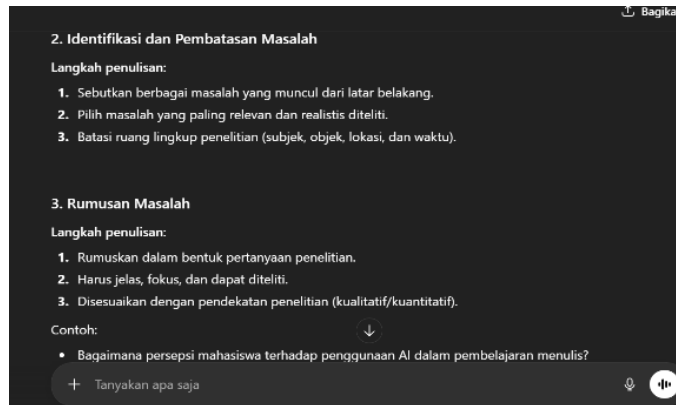 Bagika
2. Identifikasi dan Pembatasan Masalah
Langkah penulisan:
1. Sebutkan berbagai masalah yang muncul dari latar belakang.
2. Pilih masalah yang paling relevan dan realistis diteliti.
3. Batasi ruang lingkup penelitian (subjek, objek, lokasi, dan waktu).
3. Rumusan Masalah
Langkah penulisan:
1. Rumuskan dalam bentuk pertanyaan penelitian.
2. Harus jelas, fokus, dan dapat diteliti.
3. Disesuaikan dengan pendekatan penelitian (kualitatif/kuantitatif).
Contoh:
• Bagaimana persepsi mahasiswa terhadap penggunaan AI dalam pembelajaran menulis?
Tanyakan apa saja